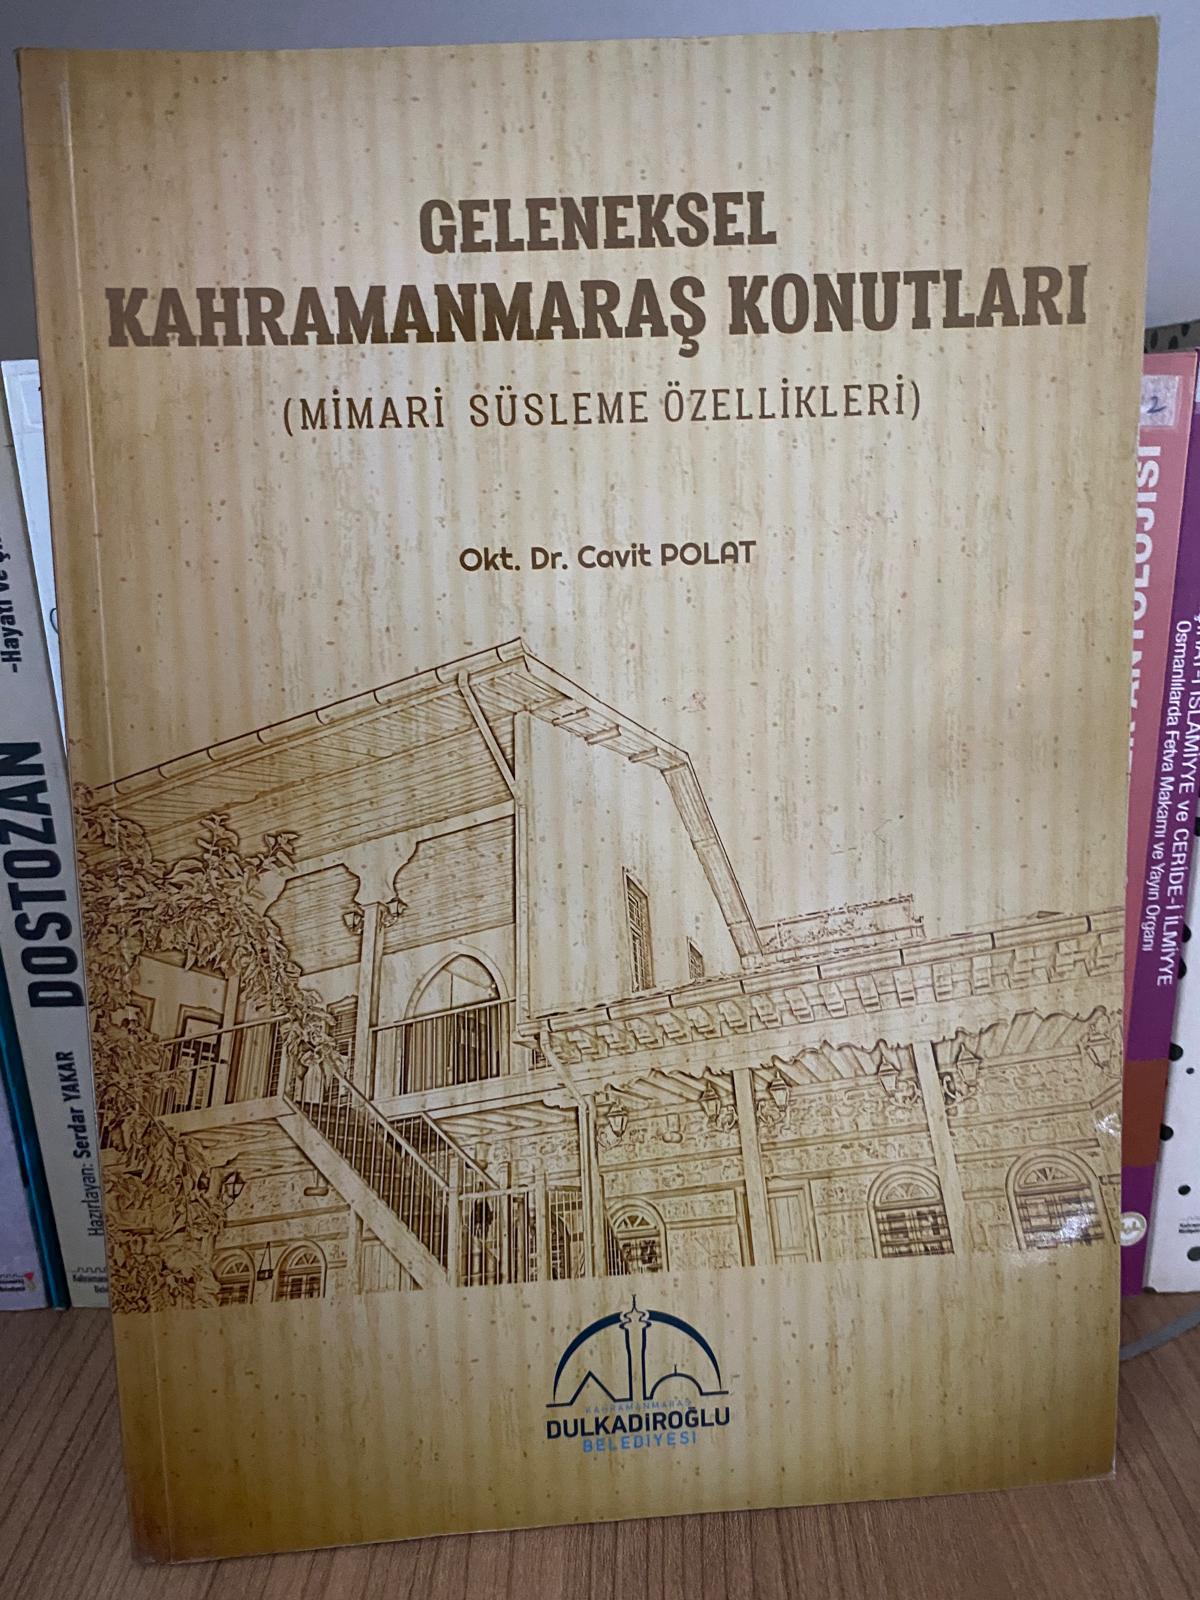 GELENEKSEL
KAHRAMANMARAŞ KONUTLARI
(MİMARİ SÜSLEME ÖZELLİKLERİ)
Okt. Dr. Cavit POLAT
KAHRAMANMARAŞ
DULKADİROĞLU
BELEDİYESİ
-Hayatı ve
DOSTOZAN
Hazırlayan: Serdar YAKAR
2
İSLAMİYYE ve CERİDE-İ İLMİYYE
Osmanlılarda Fetva Makamı ve Yayın Organı